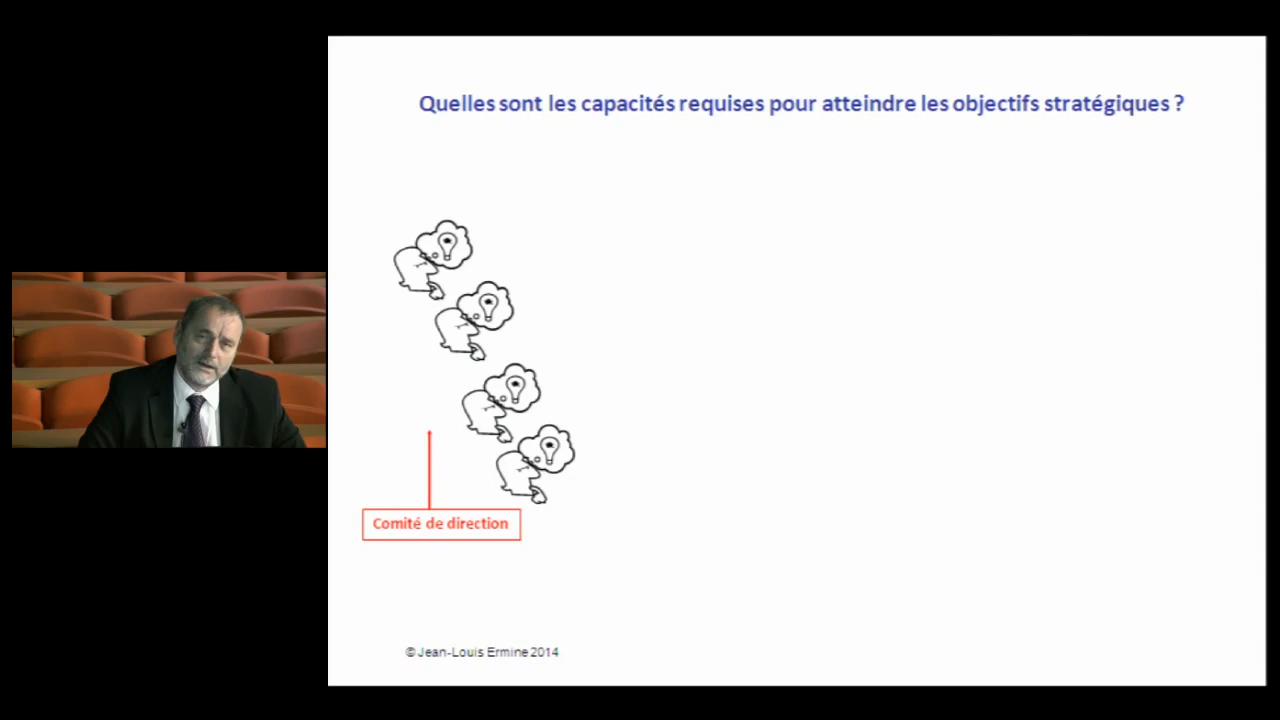 Quelles sont les capacités requises pour atteindre les objectifs stratégiques ?
Comité de direction
© Jean-Louis Ermine 2014